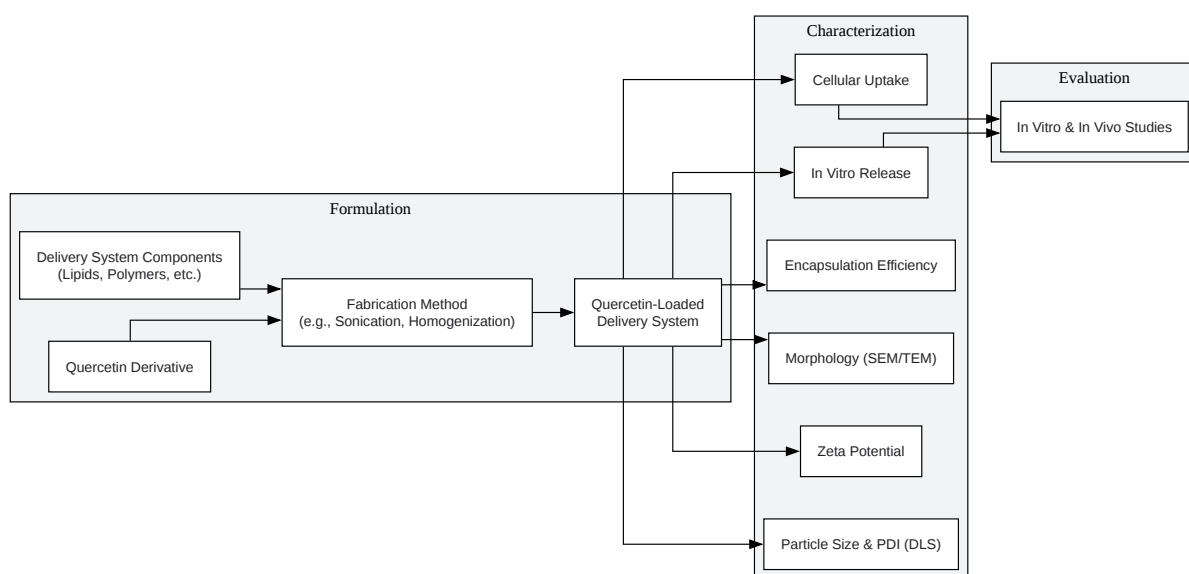 Formulation
Delivery System Components
(Lipids, Polymers, etc.)
Quercetin Derivative
Fabrication Method
(e.g., Sonication, Homogenization)
Quercetin-Loaded
Delivery System
Characterization
Cellular Uptake
In Vitro Release
Encapsulation Efficiency
Morphology (SEM/TEM)
Zeta Potential
Particle Size & PDI (DLS)
Evaluation
In Vitro & In Vivo Studies